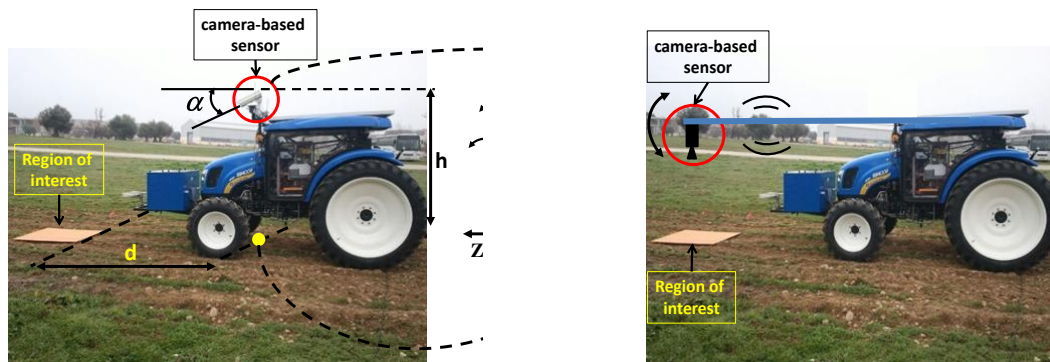 camera-based
sensor
α
Region of
interest
h
d
Z
camera-based
sensor
Region of
interest